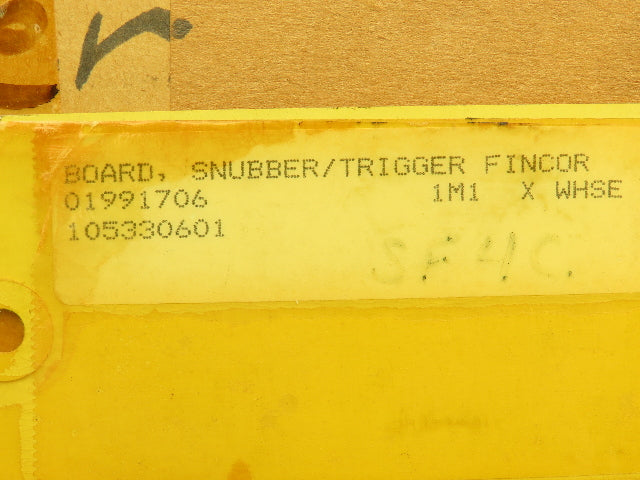 r.
BOARD, SNUBBER/TRIGGER FINCOR
01991706 1M1 X WHSE
105330601